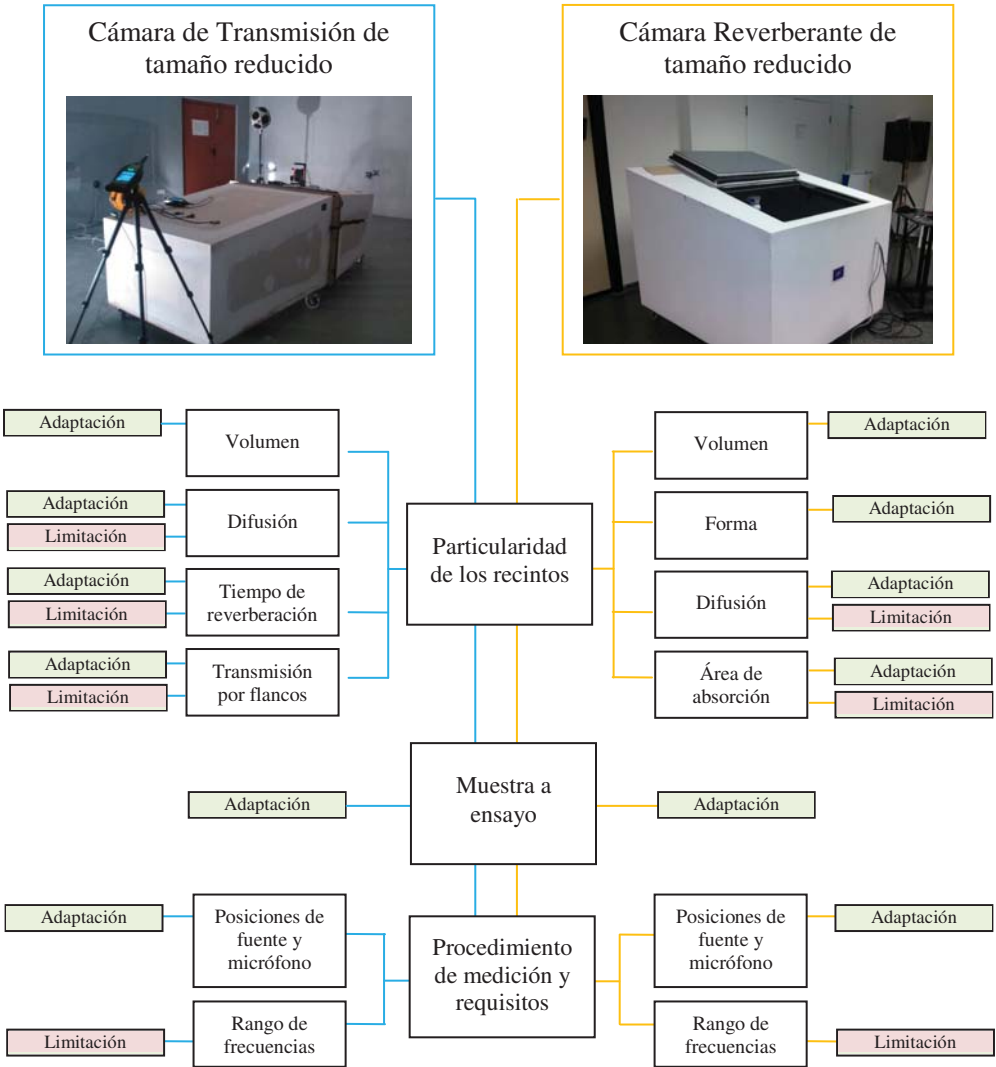 Cámara de Transmisión de
tamaño reducido
Cámara Reverberante de
tamaño reducido
Adaptación
Volumen
Adaptación
Limitación
Difusión
Adaptación
Limitación
Tiempo de
reverberación
Adaptación
Limitación
Transmisión
por flancos
Particularidad
de los recintos
Volumen
Adaptación
Forma
Adaptación
Difusión
Adaptación
Limitación
Área de
absorción
Adaptación
Limitación
Adaptación
Muestra a
ensayo
Adaptación
Adaptación
Posiciones de
fuente y
micrófono
Limitación
Rango de
frecuencias
Procedimiento
de medición y
requisitos
Posiciones de
fuente y
micrófono
Adaptación
Rango de
frecuencias
Limitación